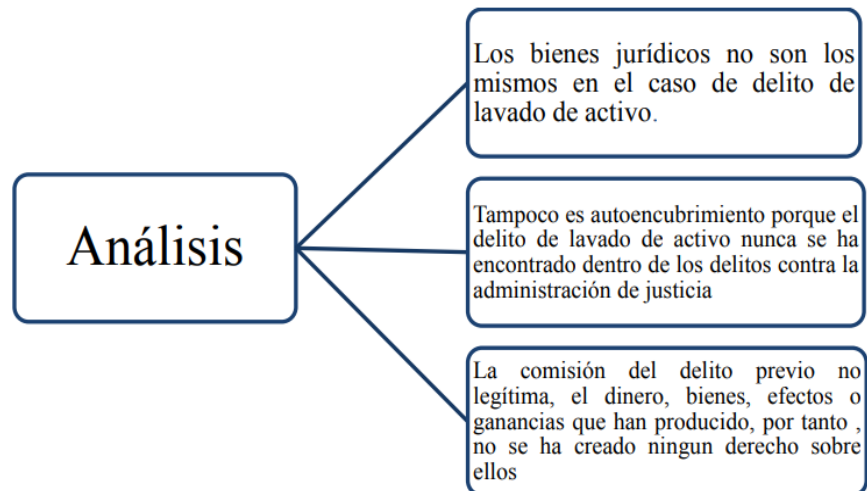 Análisis
Los bienes jurídicos no son los
mismos en el caso de delito de
lavado de activo.
Tampoco es autoencubrimiento porque el
delito de lavado de activo nunca se ha
encontrado dentro de los delitos contra la
administración de justicia
La comisión del delito previo no
legítima, el dinero, bienes, efectos o
ganancias que han producido, por tanto ,
no se ha creado ningun derecho sobre
ellos